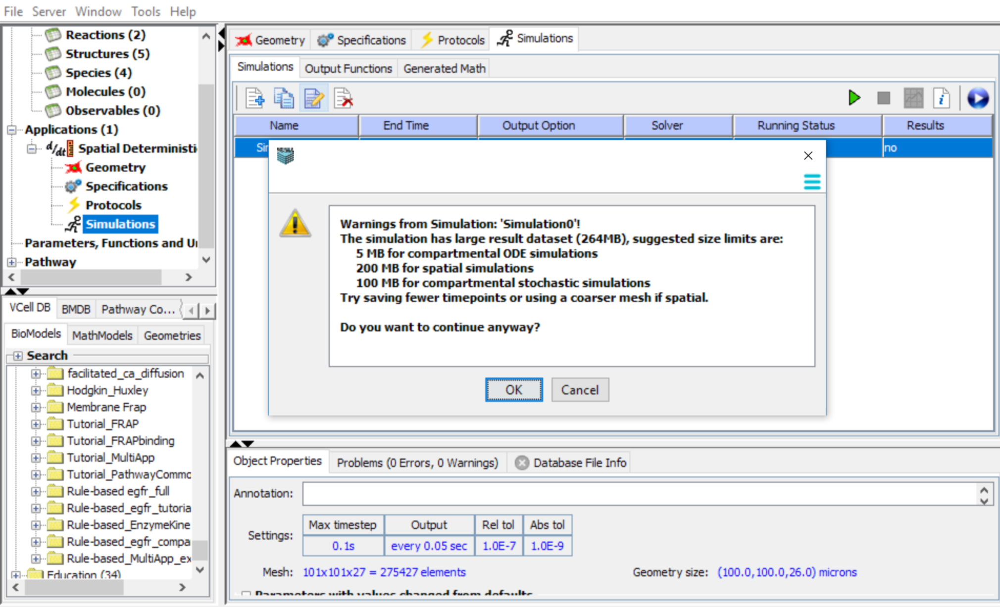 File Server Window Tools Help
Reactions (2)
Structures (5)
Species (4)
Molecules (0)
Observables (0)
Applications (1)
d/dt Spatial Deterministi
Geometry
Specifications
Protocols
Simulations
Parameters, Functions and U
Pathway
VCell DB BMDB Pathway Co...
BioModels MathModels Geometries
Search
facilitated_ca_diffusion
Hodgkin_Huxley
Membrane Frap
Tutorial_FRAP
Tutorial_FRAPbinding
Tutorial_MultiApp
Tutorial_PathwayCommo
Rule-based egfr_full
Rule-based_egfr_tutoria
Rule-based_EnzymeKine
Rule-based_egfr_compa
Rule-based_MultiApp_ex
Education (34)
Geometry Specifications Protocols Simulations
Simulations Output Functions Generated Math
Name End Time Output Option Solver Running Status Results
Sim no
Warnings from Simulation: 'Simulation0'!
The simulation has large result dataset (264MB), suggested size limits are:
5 MB for compartmental ODE simulations
200 MB for spatial simulations
100 MB for compartmental stochastic simulations
Try saving fewer timepoints or using a coarser mesh if spatial.
Do you want to continue anyway?
OK Cancel
Object Properties Problems (0 Errors, 0 Warnings) Database File Info
Annotation:
Settings:
Max timestep Output Rel tol Abs tol
0.1s every 0.05 sec 1.0E-7 1.0E-9
Mesh: 101x101x27 = 275427 elements Geometry size: (100.0,100.0,26.0) microns
Parameters with values changed from defaults